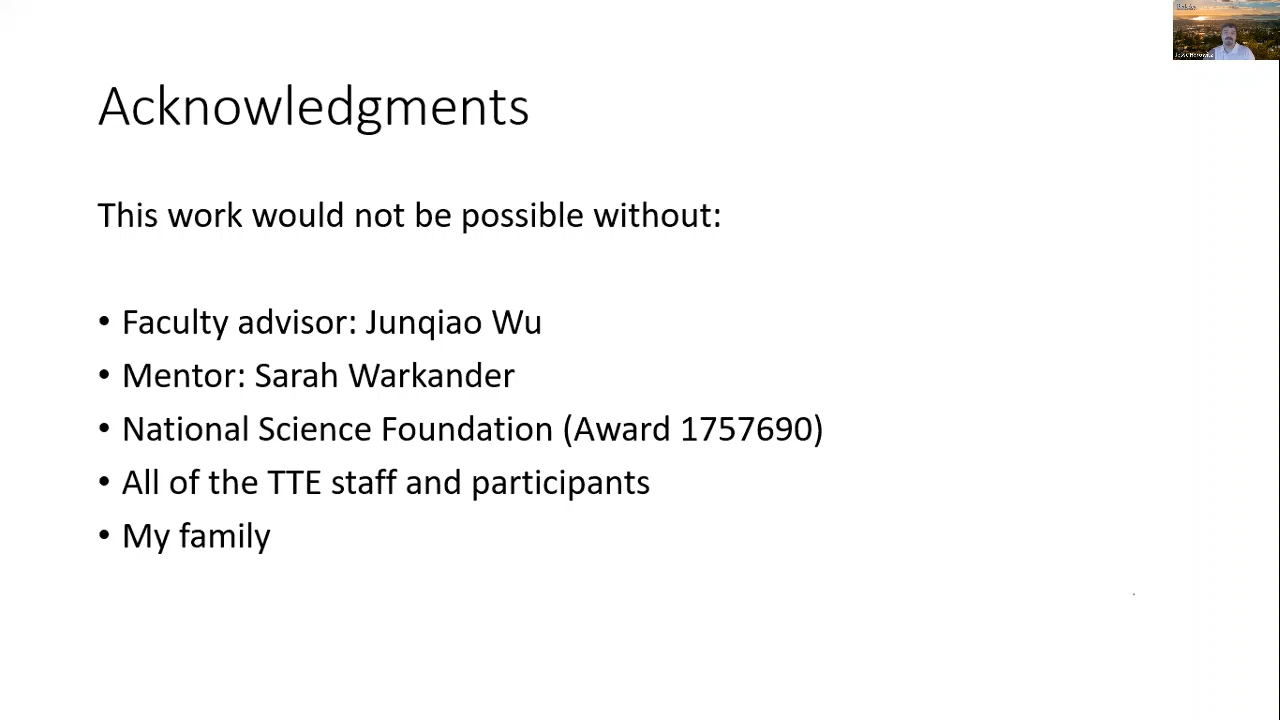 Acknowledgments
This work would not be possible without:
• Faculty advisor: Junqiao Wu
• Mentor: Sarah Warkander
• National Science Foundation (Award 1757690)
• All of the TTE staff and participants
• My family